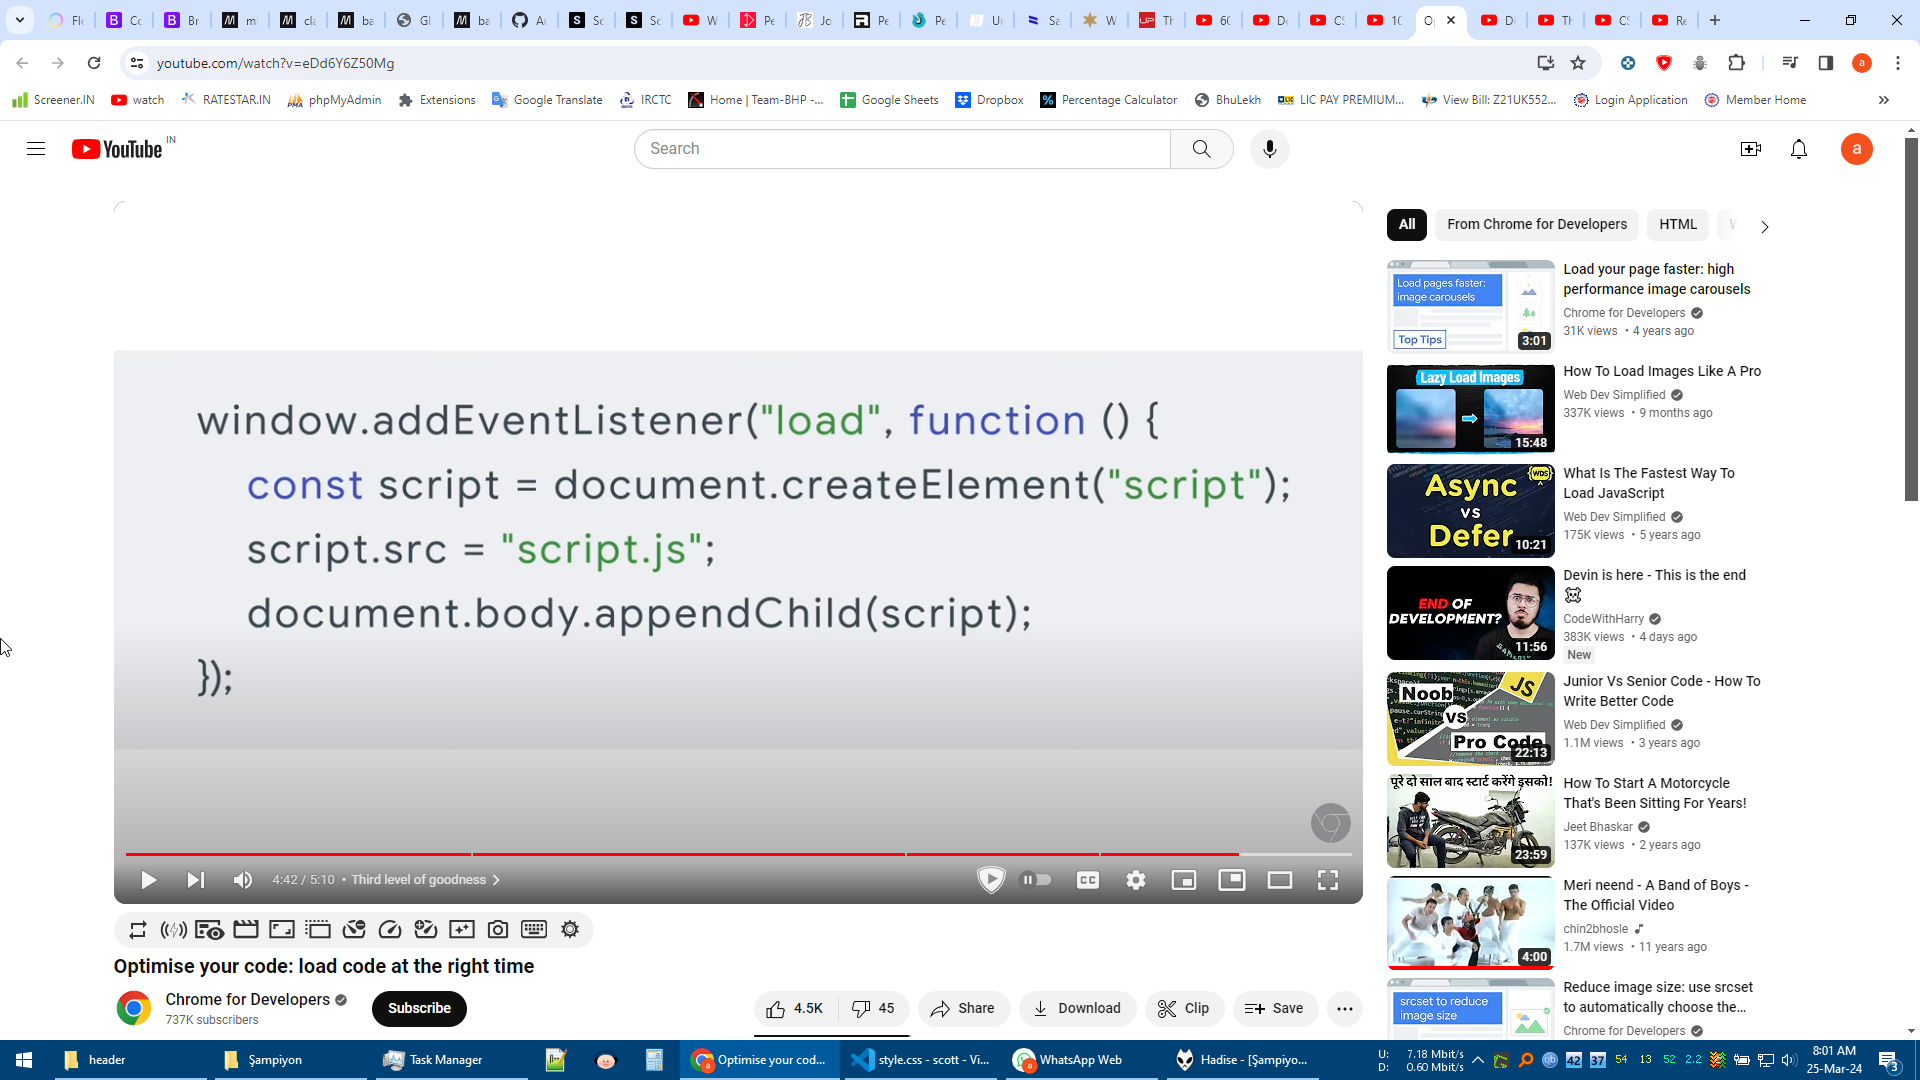 youtube.com/watch?v=eDd6Y6Z50Mg
Screener.IN
watch
RATESTAR.IN
phpMyAdmin
Extensions
Google Translate
IRCTC
Home | Team-BHP -...
Google Sheets
Dropbox
Percentage Calculator
BhuLekh
LIC PAY PREMIUM...
View Bill: Z21UK552...
Login Application
Member Home
YouTube IN
Search
a
window.addEventListener("load", function () {
const script = document.createElement("script");
script.src = "script.js";
document.body.appendChild(script);
});
4:42 / 5:10 • Third level of goodness
CC
Optimise your code: load code at the right time
Chrome for Developers
737K subscribers
Subscribe
4.5K
45
Share
Download
Clip
Save
All
From Chrome for Developers
HTML
Load pages faster:
image carousels
Top Tips
3:01
Load your page faster: high
performance image carousels
Chrome for Developers
31K views • 4 years ago
Lazy Load Images
15:48
How To Load Images Like A Pro
Web Dev Simplified
337K views • 9 months ago
Async
vs
Defer
WDS
10:21
What Is The Fastest Way To
Load JavaScript
Web Dev Simplified
175K views • 5 years ago
END OF
DEVELOPMENT?
11:56
Devin is here - This is the end
☠️
CodeWithHarry
383K views • 4 days ago
New
Noob
vs
Pro Code
JS
22:13
Junior Vs Senior Code - How To
Write Better Code
Web Dev Simplified
1.1M views • 3 years ago
पूरे दो साल बाद स्टार्ट करेंगे इसको!
23:59
How To Start A Motorcycle
That's Been Sitting For Years!
Jeet Bhaskar
137K views • 2 years ago
4:00
Meri neend - A Band of Boys -
The Official Video
chin2bhosle
1.7M views • 11 years ago
srcset to reduce
image size
Reduce image size: use srcset
to automatically choose the...
Chrome for Developers
header
Şampiyon
Task Manager
Optimise your cod...
style.css - scott - Vi...
WhatsApp Web
Hadise - [Şampiyo...
U: 7.18 Mbit/s
D: 0.60 Mbit/s
42
37
54
13
52
2.2
8:01 AM
25-Mar-24
3